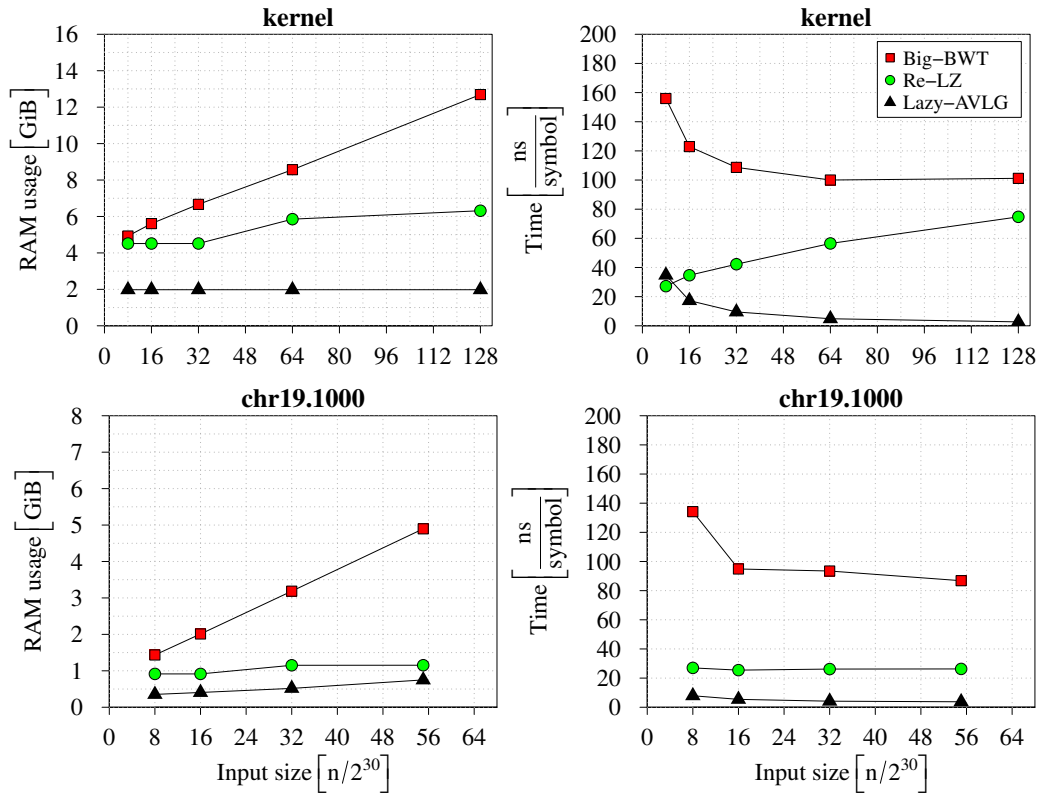 kernel
16
14
12
10
8
6
4
2
0
RAM usage [GiB]
0 16 32 48 64 80 96 112 128
kernel
200
180
160
140
120
100
80
60
40
20
0
Time [ns/symbol]
Big−BWT
Re−LZ
Lazy−AVLG
0 16 32 48 64 80 96 112 128
chr19.1000
8
7
6
5
4
3
2
1
0
RAM usage [GiB]
0 8 16 24 32 40 48 56 64
Input size [n/2^30]
chr19.1000
200
180
160
140
120
100
80
60
40
20
0
Time [ns/symbol]
0 8 16 24 32 40 48 56 64
Input size [n/2^30]